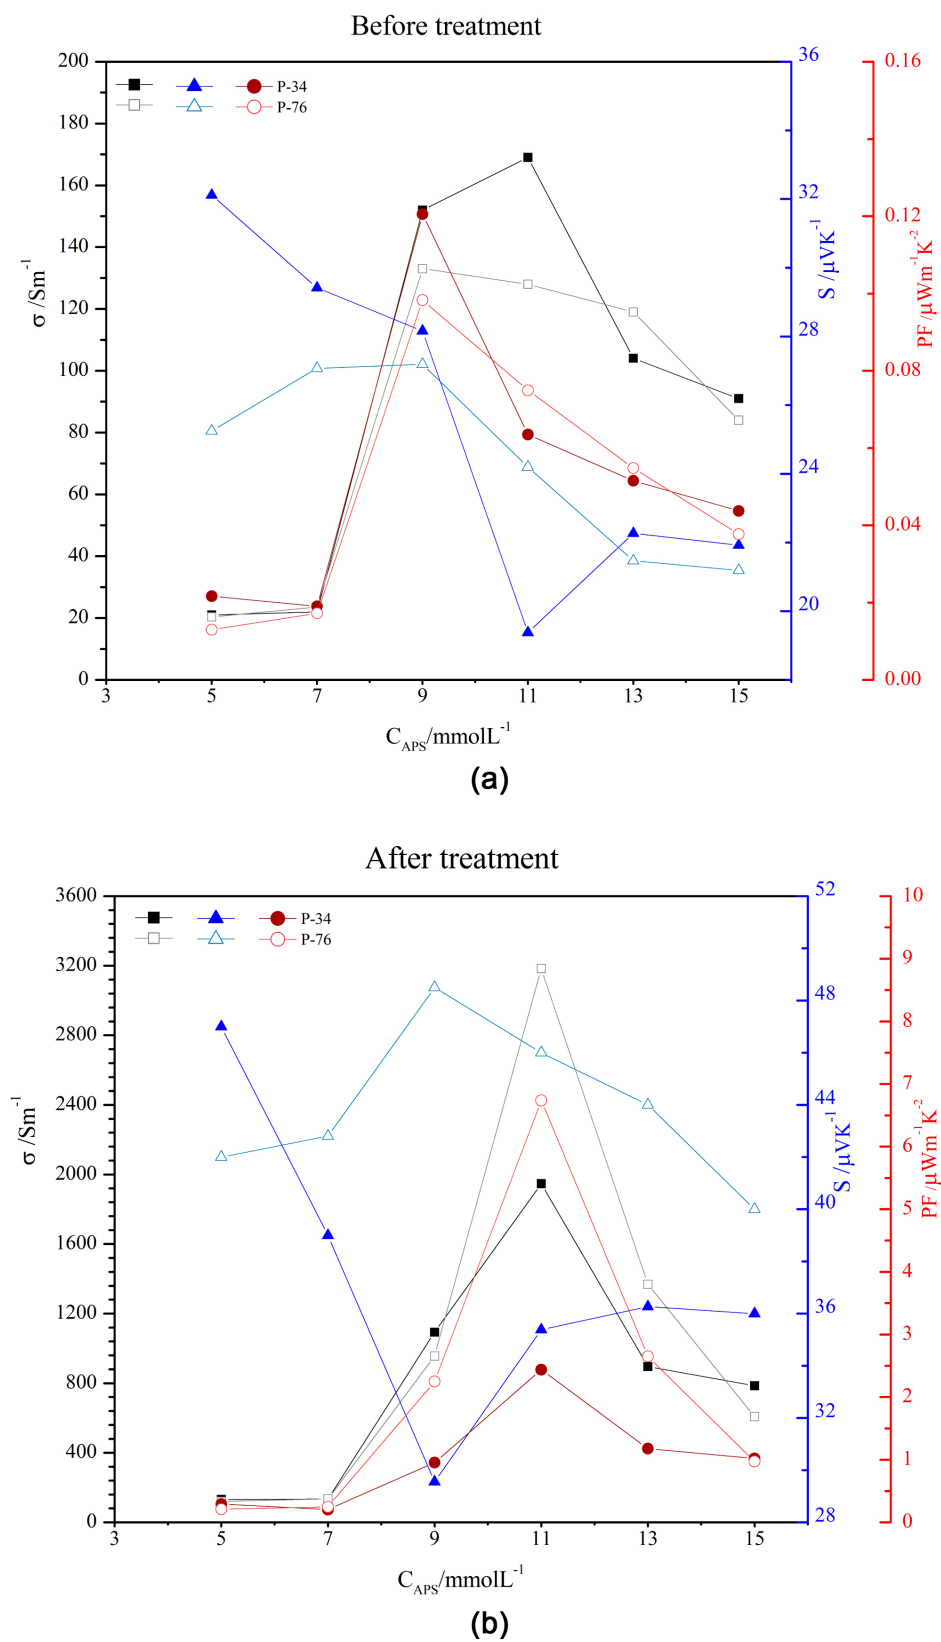 Before treatment
200
180
160
140
120
100
80
60
40
20
0
σ /Sm⁻¹
P-34
P-76
36
32
28
24
20
S /μVK⁻¹
0.16
0.12
0.08
0.04
0.00
PF /μWm⁻¹K⁻²
3 5 7 9 11 13 15
C_APS/mmolL⁻¹
(a)
After treatment
3600
3200
2800
2400
2000
1600
1200
800
400
0
σ /Sm⁻¹
P-34
P-76
52
48
44
40
36
32
28
S /μVK⁻¹
10
9
8
7
6
5
4
3
2
1
0
PF /μWm⁻¹K⁻²
3 5 7 9 11 13 15
C_APS/mmolL⁻¹
(b)